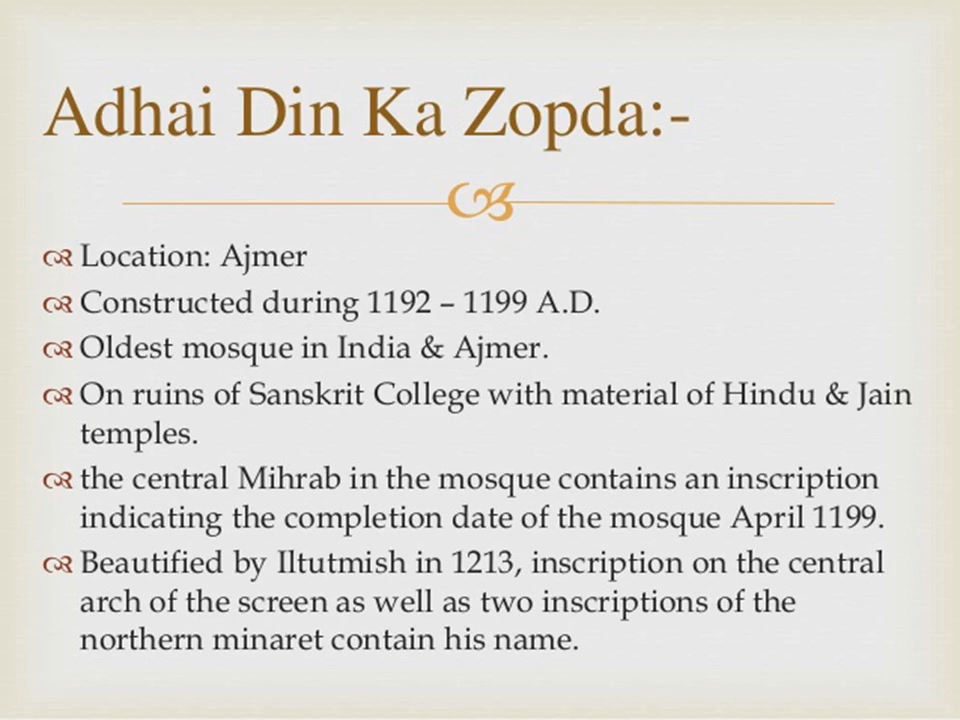 Adhai Din Ka Zopda:-
Location: Ajmer
Constructed during 1192 – 1199 A.D.
Oldest mosque in India & Ajmer.
On ruins of Sanskrit College with material of Hindu & Jain
temples.
the central Mihrab in the mosque contains an inscription
indicating the completion date of the mosque April 1199.
Beautified by Iltutmish in 1213, inscription on the central
arch of the screen as well as two inscriptions of the
northern minaret contain his name.